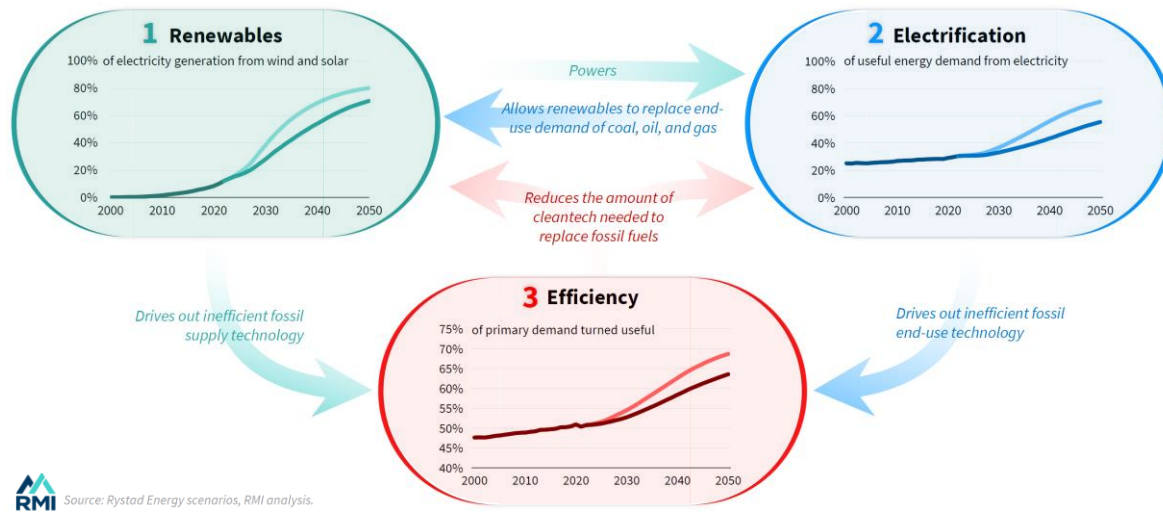 1 Renewables
100% of electricity generation from wind and solar
80%
60%
40%
20%
0%
2000 2010 2020 2030 2040 2050
Powers
Allows renewables to replace end-
use demand of coal, oil, and gas
Reduces the amount of
cleantech needed to
replace fossil fuels
2 Electrification
100% of useful energy demand from electricity
80%
60%
40%
20%
0%
2000 2010 2020 2030 2040 2050
Drives out inefficient fossil
supply technology
3 Efficiency
75% of primary demand turned useful
70%
65%
60%
55%
50%
45%
40%
2000 2010 2020 2030 2040 2050
Drives out inefficient fossil
end-use technology
RMI
Source: Rystad Energy scenarios, RMI analysis.